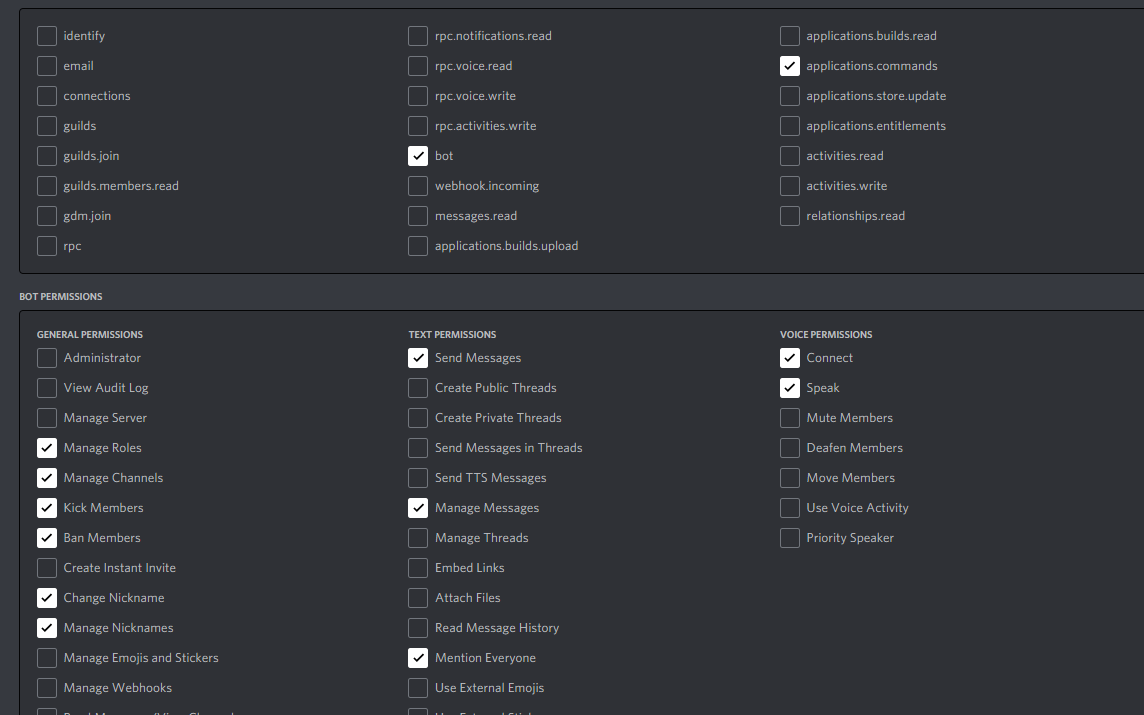 identify
email
connections
guilds
guilds.join
guilds.members.read
gdm.join
rpc
rpc.notifications.read
rpc.voice.read
rpc.voice.write
rpc.activities.write
bot
webhook.incoming
messages.read
applications.builds.upload
applications.builds.read
applications.commands
applications.store.update
applications.entitlements
activities.read
activities.write
relationships.read
BOT PERMISSIONS
GENERAL PERMISSIONS
Administrator
View Audit Log
Manage Server
Manage Roles
Manage Channels
Kick Members
Ban Members
Create Instant Invite
Change Nickname
Manage Nicknames
Manage Emojis and Stickers
Manage Webhooks
TEXT PERMISSIONS
Send Messages
Create Public Threads
Create Private Threads
Send Messages in Threads
Send TTS Messages
Manage Messages
Manage Threads
Embed Links
Attach Files
Read Message History
Mention Everyone
Use External Emojis
VOICE PERMISSIONS
Connect
Speak
Mute Members
Deafen Members
Move Members
Use Voice Activity
Priority Speaker